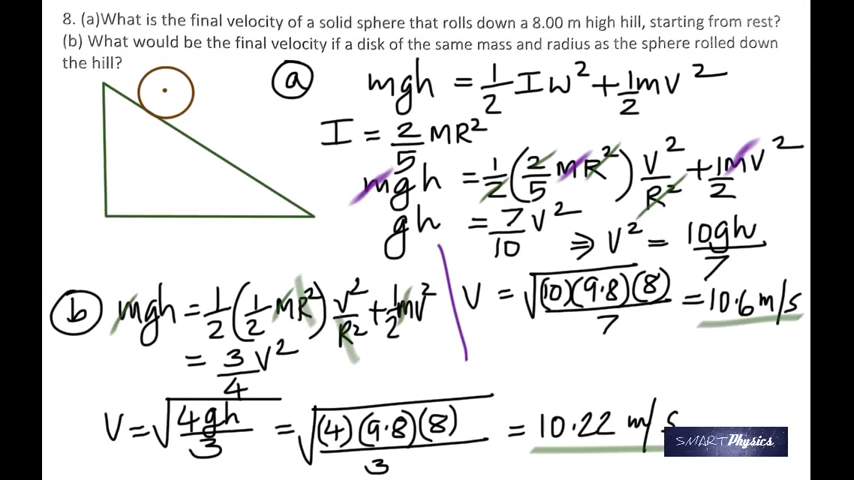 8. (a)What is the final velocity of a solid sphere that rolls down a 8.00 m high hill, starting from rest?
(b) What would be the final velocity if a disk of the same mass and radius as the sphere rolled down
the hill?
(a) mgh = 1/2 Iω² + 1/2 mv²
I = 2/5 MR²
mgh = 1/2 (2/5 MR²) V²/R² + 1/2 mv²
gh = 7/10 V²
⇒ V² = 10gh/7
V = √((10)(9.8)(8)/7) = 10.6 m/s
(b) mgh = 1/2 (1/2 MR²) V²/R² + 1/2 mv²
= 3/4 V²
V = √(4gh/3) = √((4)(9.8)(8)/3) = 10.22 m/s
SMART Physics